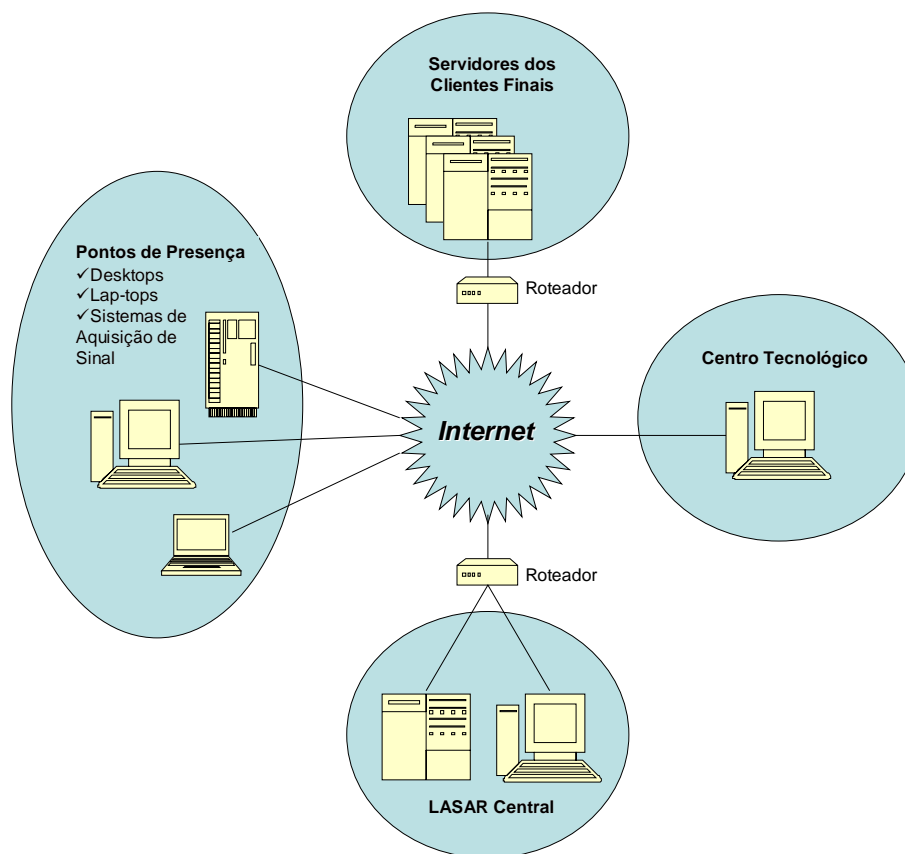 Servidores dos
Clientes Finais
Roteador
Pontos de Presença
✓Desktops
✓Lap-tops
✓Sistemas de
Aquisição de
Sinal
Centro Tecnológico
Internet
Roteador
LASAR Central